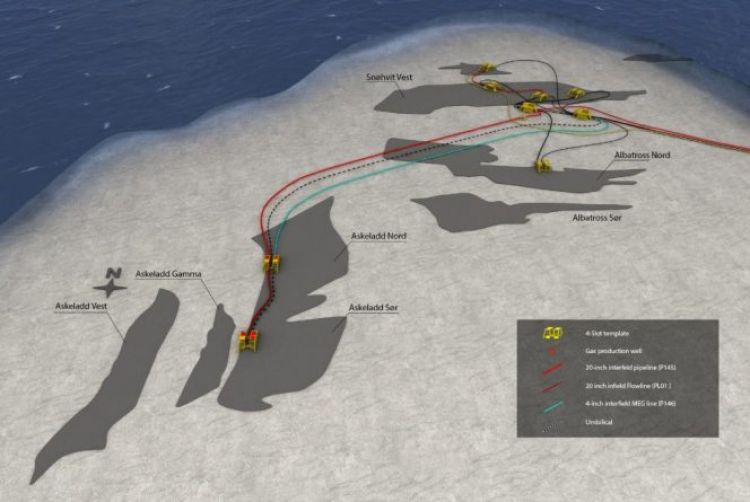 Snøhvit Vest
Albatross Nord
Albatross Sør
Askeladd Nord
N
Askeladd Gamma
Askeladd Vest
Askeladd Sør
4-Slot template
Gas production well
20-inch interfield pipeline (P145)
20 inch infield Flowline (PL01 )
4-inch interfield MEG line (P146)
Umbilical